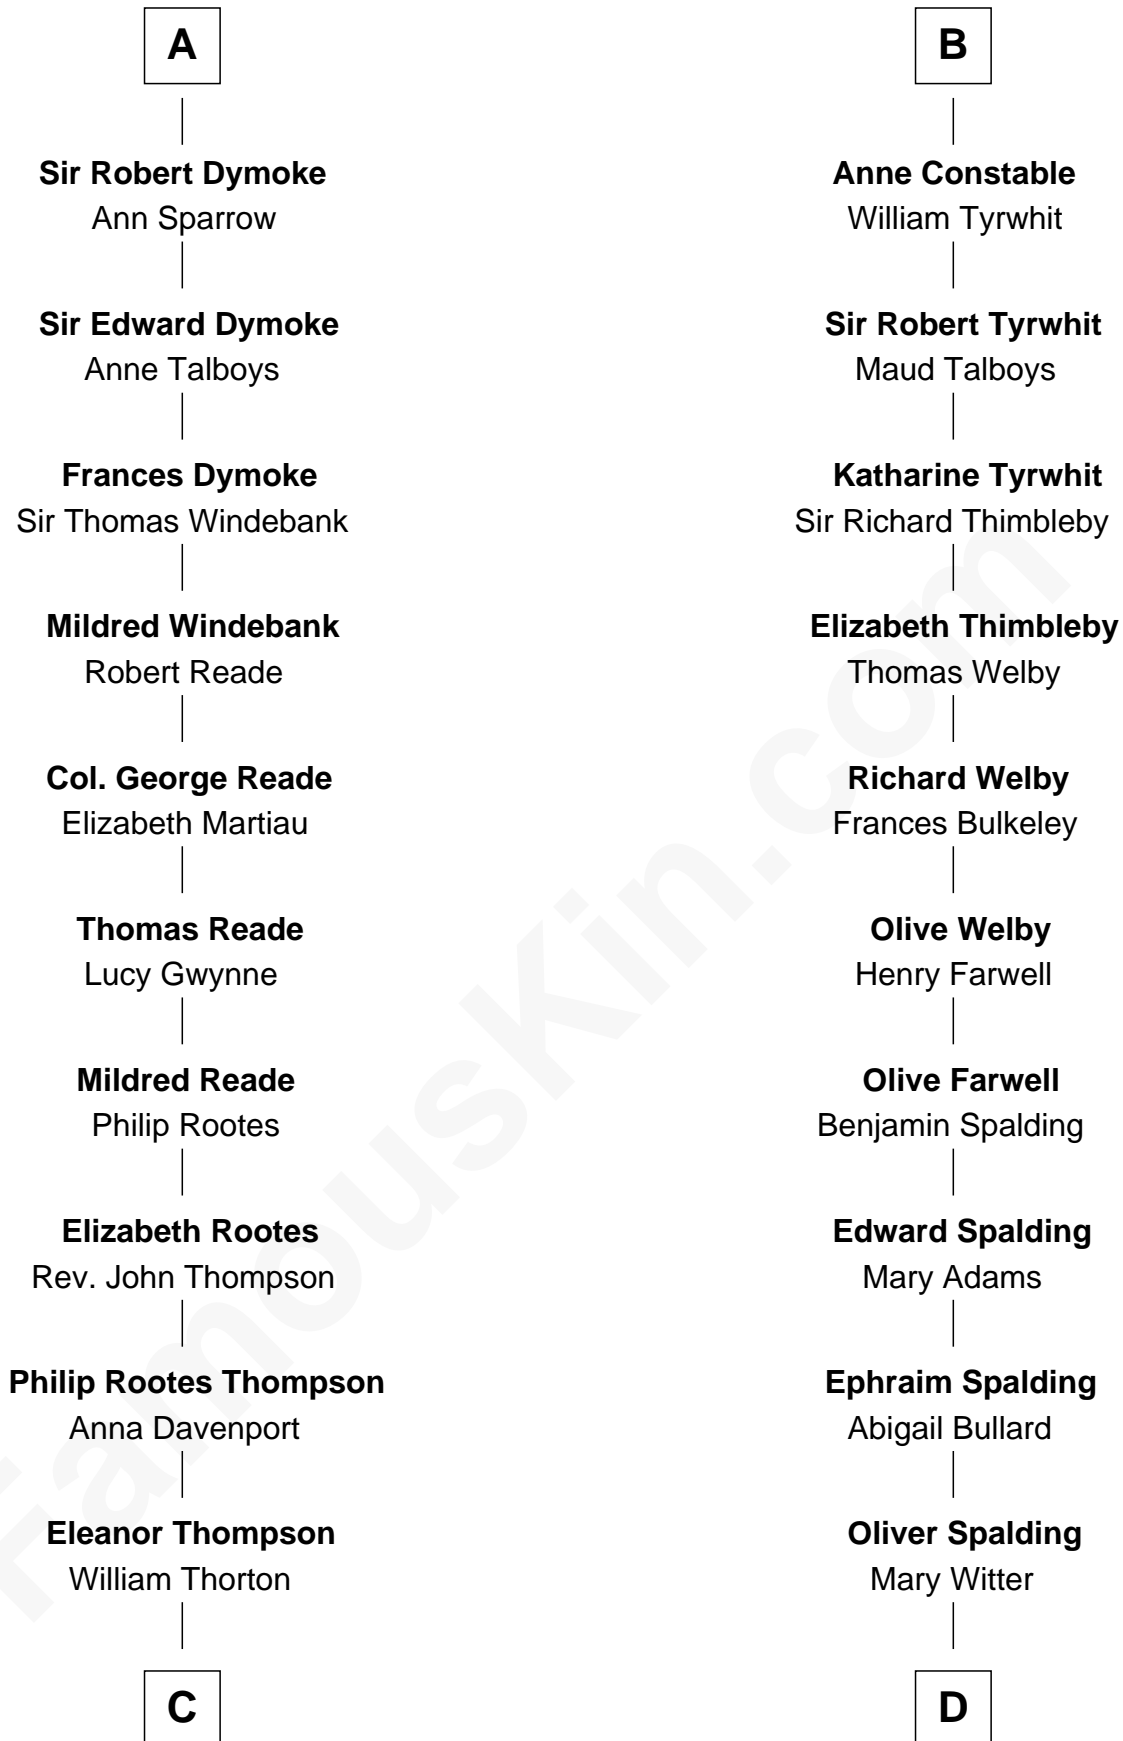 A
Sir Robert Dymoke
Ann Sparrow
Sir Edward Dymoke
Anne Talboys
Frances Dymoke
Sir Thomas Windebank
Mildred Windebank
Robert Reade
Col. George Reade
Elizabeth Martiau
Thomas Reade
Lucy Gwynne
Mildred Reade
Philip Rootes
Elizabeth Rootes
Rev. John Thompson
Philip Rootes Thompson
Anna Davenport
Eleanor Thompson
William Thorton
C
B
Anne Constable
William Tyrwhit
Sir Robert Tyrwhit
Maud Talboys
Katharine Tyrwhit
Sir Richard Thimbleby
Elizabeth Thimbleby
Thomas Welby
Richard Welby
Frances Bulkeley
Olive Welby
Henry Farwell
Olive Farwell
Benjamin Spalding
Edward Spalding
Mary Adams
Ephraim Spalding
Abigail Bullard
Oliver Spalding
Mary Witter
D
FamousKin.com